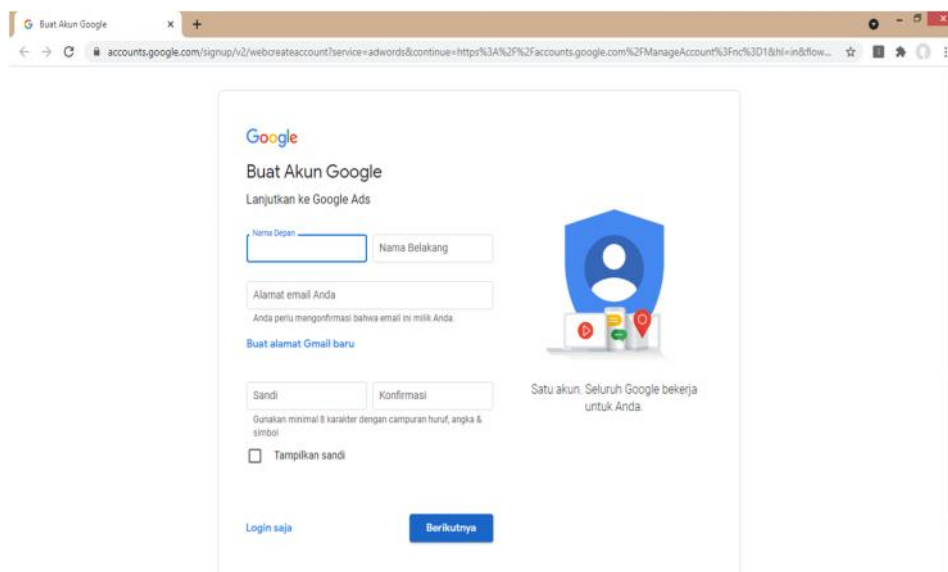 Buat Akun Google
accounts.google.com/signup/v2/webcreateaccount?service=adwords&continue=https%3A%2F%2Faccounts.google.com%2FManageAccount%3Fnc%3D1&hl=in&flow...
Google
Buat Akun Google
Lanjutkan ke Google Ads
Nama Depan
Nama Belakang
Alamat email Anda
Anda perlu mengonfirmasi bahwa email ini milik Anda.
Buat alamat Gmail baru
Sandi
Konfirmasi
Gunakan minimal 8 karakter dengan campuran huruf, angka &
simbol
Tampilkan sandi
Login saja
Berikutnya
Satu akun. Seluruh Google bekerja
untuk Anda.